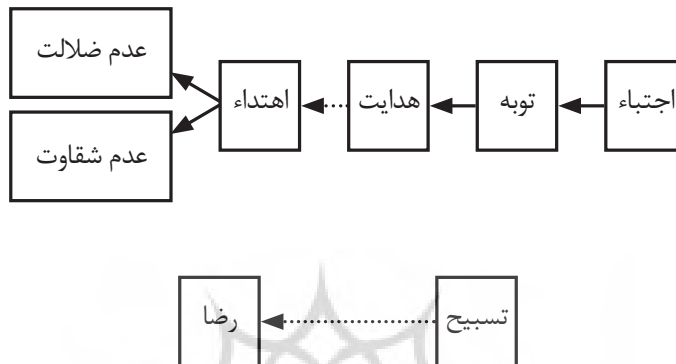 اجتباء
توبه
هدایت
اهتداء
عدم ضلالت
عدم شقاوت
تسبیح
رضا